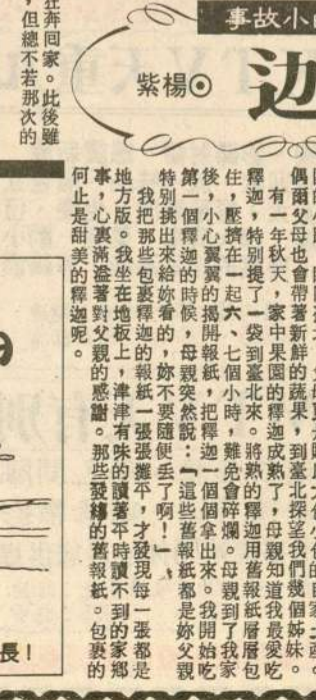 事故小的
迦
⊙楊紫
偶爾父母也會帶著新鮮的蔬果，到臺北探望我們幾個姊妹。
有一年秋天，家中果園的釋迦成熟了，母親知道我最愛吃
釋迦，特別提了一袋到臺北來。將熟的釋迦用舊報紙層層包
住，壓擠在一起六、七個小時，難免會碎爛。母親到了我家
後，小心翼翼的揭開報紙，把釋迦一個個拿出來。我開始吃
第一個釋迦的時候，母親突然說：「這些舊報紙都是妳父親
特別挑出來給妳看的，妳不要隨便丟了啊！」
我把那些包裹釋迦的報紙一張張攤平，才發現每一張都是
地方版。我坐在地板上，津津有味的讀著平時讀不到的家鄉
事，心裏滿溢著對父親的感謝。那些發縐的舊報紙。包裹的
何止是甜美的釋迦呢。
狂奔回家。此後雖
，但總不若那次的
長！